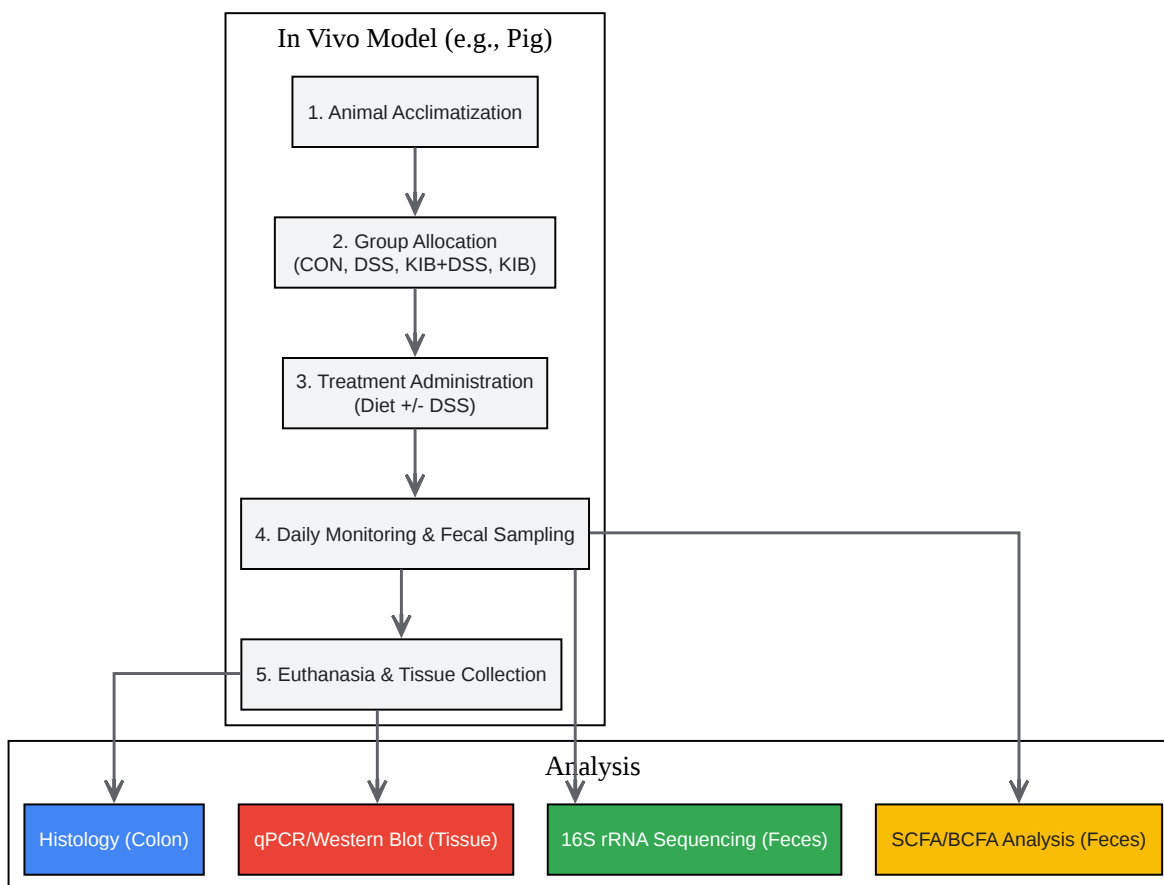 In Vivo Model (e.g., Pig)
1. Animal Acclimatization
2. Group Allocation
(CON, DSS, KIB+DSS, KIB)
3. Treatment Administration
(Diet +/- DSS)
4. Daily Monitoring & Fecal Sampling
5. Euthanasia & Tissue Collection
Analysis
Histology (Colon)
qPCR/Western Blot (Tissue)
16S rRNA Sequencing (Feces)
SCFA/BCFA Analysis (Feces)